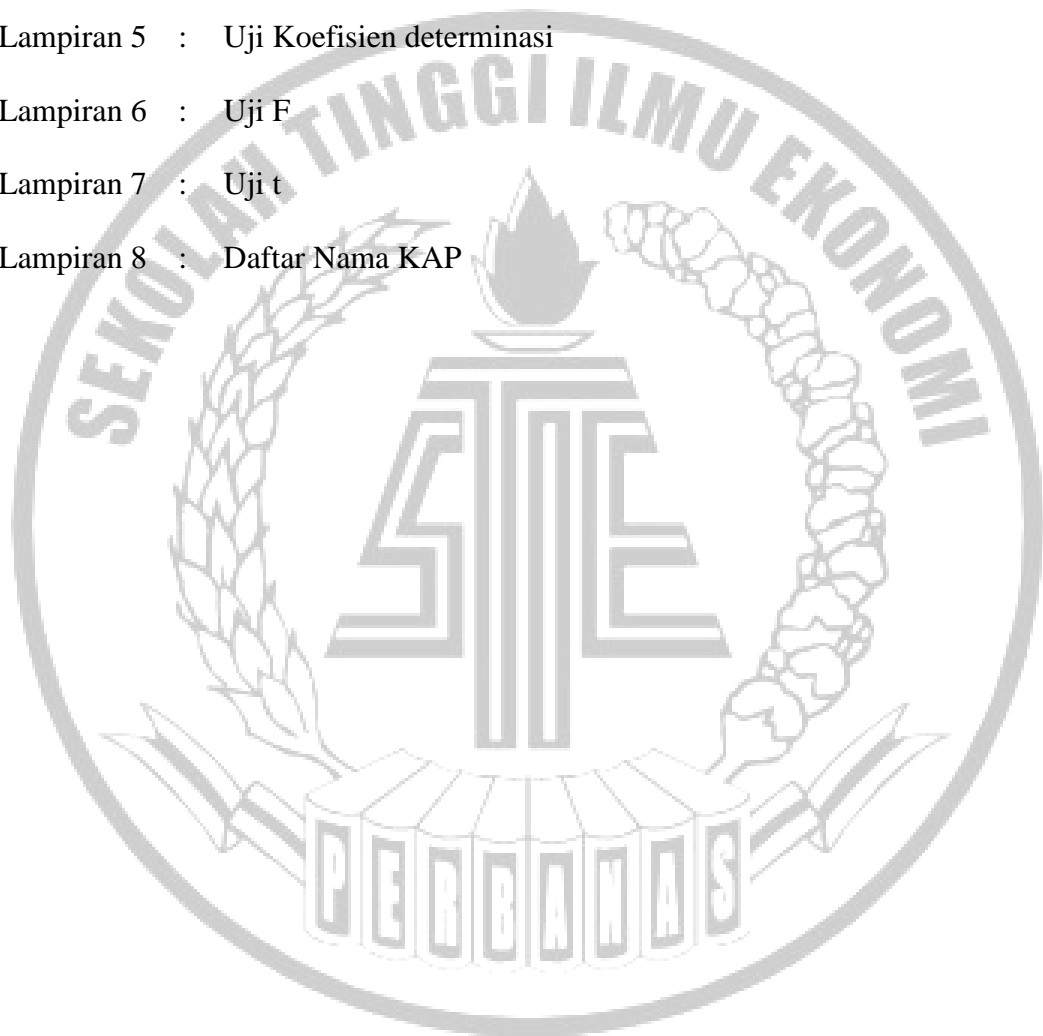 Lampiran 5 : Uji Koefisien determinasi
Lampiran 6 : Uji F
Lampiran 7 : Uji t
Lampiran 8 : Daftar Nama KAP
SEKOLAH TINGGI ILMU EKONOMI
STIE
PERBANAS